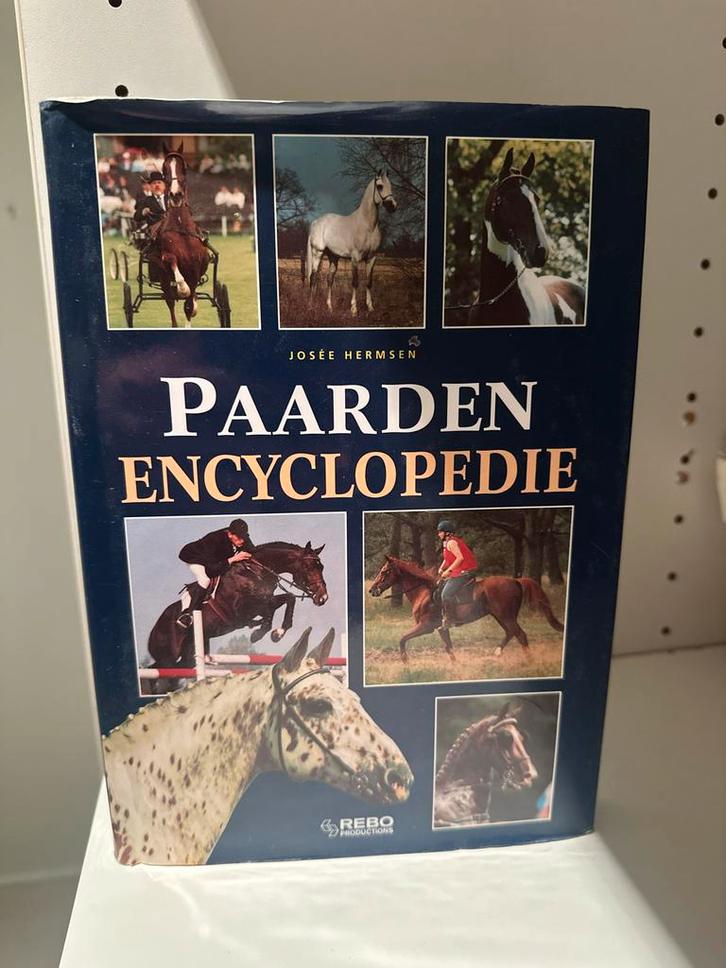 JOSÉE HERMSEN
PAARDEN
ENCYCLOPEDIE
REBO
PRODUCTIONS